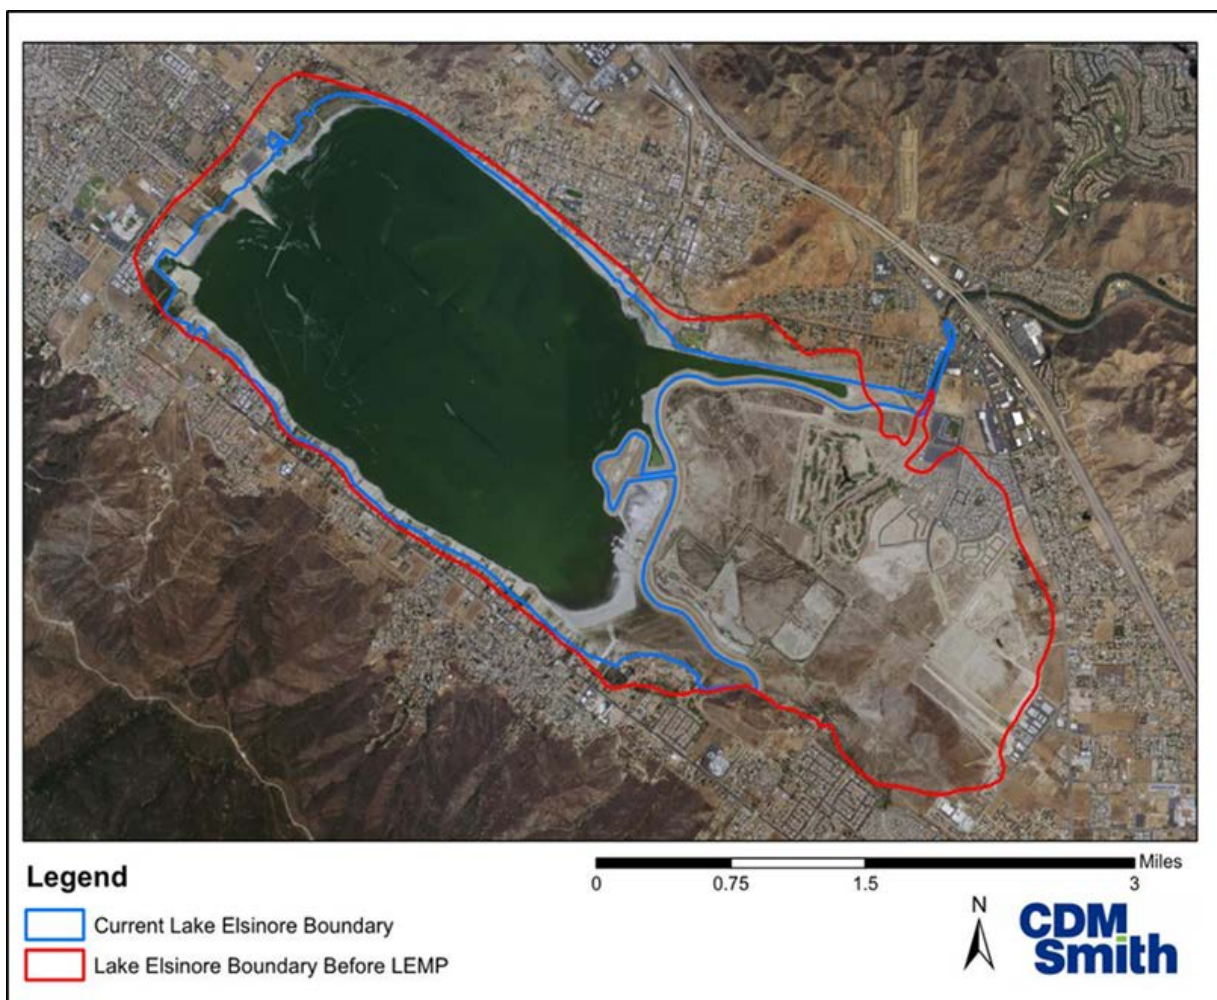 Legend
Current Lake Elsinore Boundary
Lake Elsinore Boundary Before LEMP
Miles
0 0.75 1.5 3
N
CDM
Smith